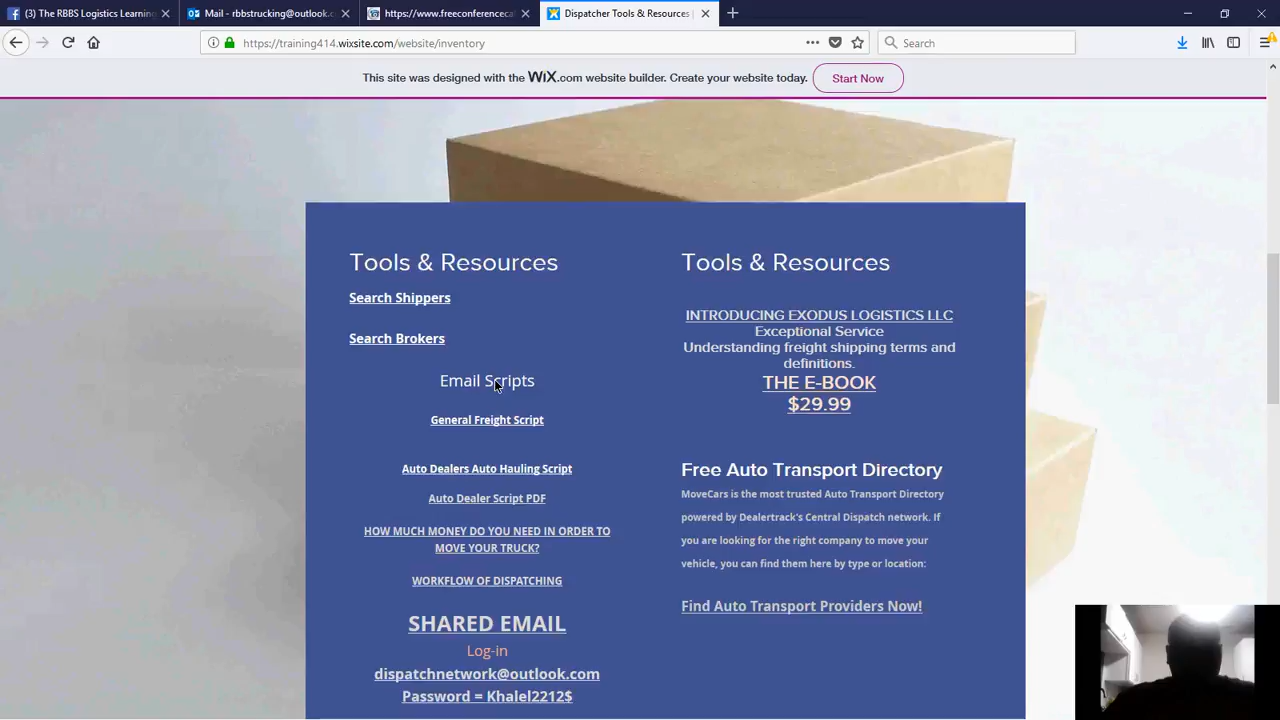 (3) The RBBS Logistics Learning
Mail - rbbstrucking@outlook.c
https://www.freeconferenceca
Dispatcher Tools & Resources |
https://training414.wixsite.com/website/inventory
Search
This site was designed with the WiX.com website builder. Create your website today.
Start Now
Tools & Resources
Search Shippers
Search Brokers
Email Scripts
General Freight Script
Auto Dealers Auto Hauling Script
Auto Dealer Script PDF
HOW MUCH MONEY DO YOU NEED IN ORDER TO
MOVE YOUR TRUCK?
WORKFLOW OF DISPATCHING
SHARED EMAIL
Log-in
dispatchnetwork@outlook.com
Password = Khalel2212$
Tools & Resources
INTRODUCING EXODUS LOGISTICS LLC
Exceptional Service
Understanding freight shipping terms and
definitions.
THE E-BOOK
$29.99
Free Auto Transport Directory
MoveCars is the most trusted Auto Transport Directory
powered by Dealertrack's Central Dispatch network. If
you are looking for the right company to move your
vehicle, you can find them here by type or location:
Find Auto Transport Providers Now!